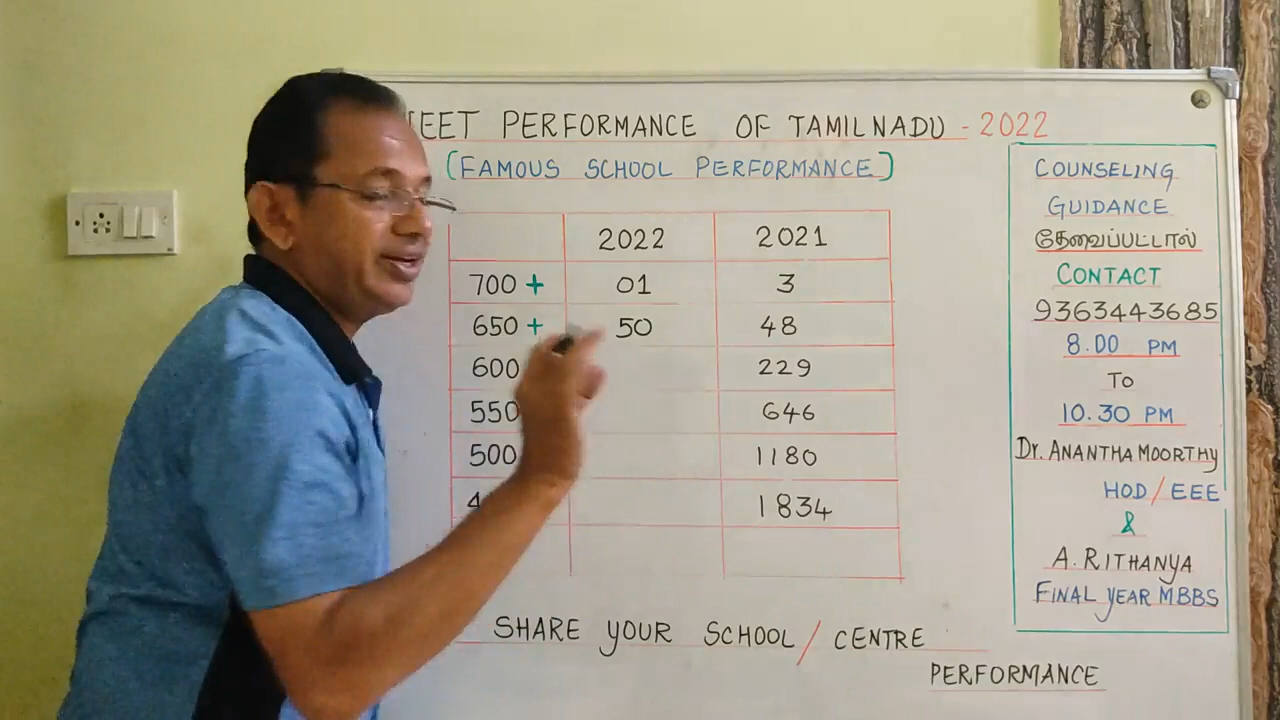 EET PERFORMANCE OF TAMILNADU - 2022
(FAMOUS SCHOOL PERFORMANCE)
2022 2021
700 + 01 3
650 + 50 48
600 229
550 646
500 1180
4 1834
SHARE YOUR SCHOOL / CENTRE
PERFORMANCE
COUNSELING
GUIDANCE
தேவைப்பட்டால்
CONTACT
9363443685
8.00 PM
TO
10.30 PM
Dr. ANANTHAMOORTHY
HOD / EEE
&
A. RITHANYA
FINAL YEAR MBBS